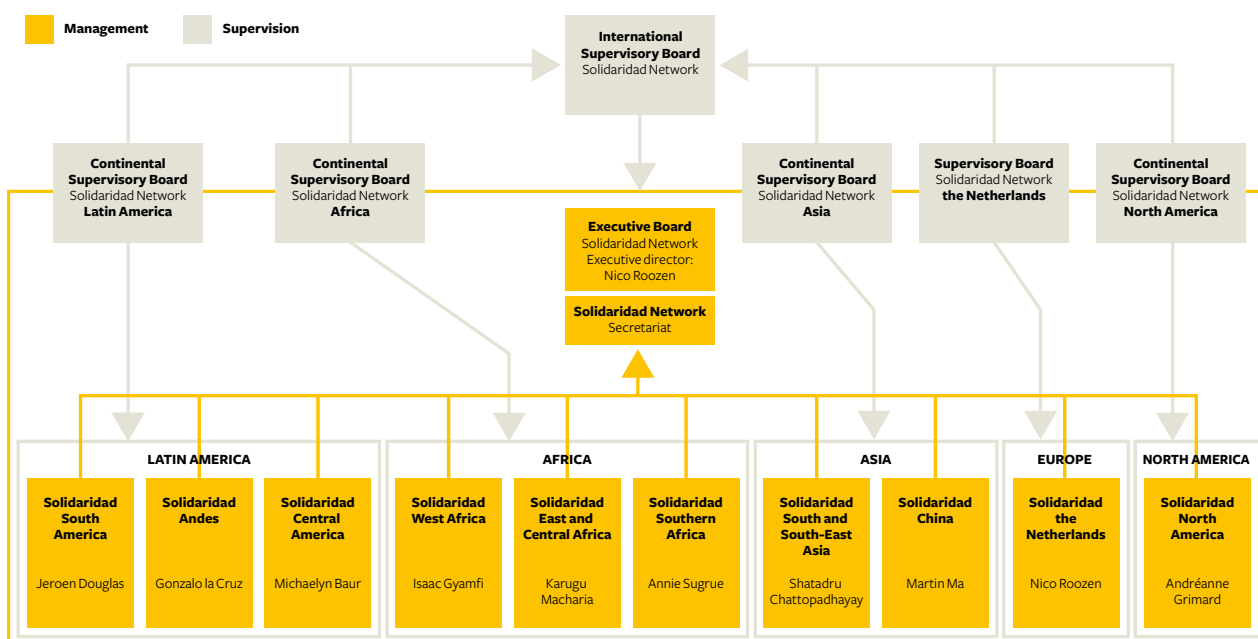 Management
Supervision
International
Supervisory Board
Solidaridad Network
Continental
Supervisory Board
Solidaridad Network
Latin America
Continental
Supervisory Board
Solidaridad Network
Africa
Continental
Supervisory Board
Solidaridad Network
Asia
Supervisory Board
Solidaridad Network
the Netherlands
Continental
Supervisory Board
Solidaridad Network
North America
Executive Board
Solidaridad Network
Executive director:
Nico Roozen
Solidaridad Network
Secretariat
LATIN AMERICA
Solidaridad
South
America
Jeroen Douglas
Solidaridad
Andes
Gonzalo la Cruz
Solidaridad
Central
America
Michaelyn Baur
AFRICA
Solidaridad
West Africa
Isaac Gyamfi
Solidaridad
East and
Central Africa
Karugu
Macharia
Solidaridad
Southern
Africa
Annie Sugrue
ASIA
Solidaridad
South and
South-East
Asia
Shatadru
Chattopadhayay
Solidaridad
China
Martin Ma
EUROPE
Solidaridad
the
Netherlands
Nico Roozen
NORTH AMERICA
Solidaridad
North
America
Andréanne
Grimard